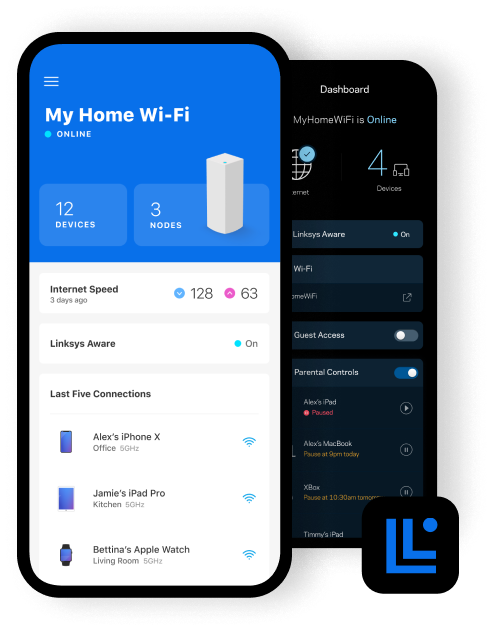 My Home Wi-Fi
ONLINE
12
DEVICES
3
NODES
Internet Speed
3 days ago
128
63
Linksys Aware
On
Last Five Connections
Alex's iPhone X
Office 5GHz
Jamie's iPad Pro
Kitchen 5GHz
Bettina's Apple Watch
Living Room 5GHz
Dashboard
MyHomeWiFi is Online
ernet
4
Devices
Linksys Aware
On
Wi-Fi
omeWiFi
Guest Access
Parental Controls
Alex's iPad
Paused
Alex's MacBook
Pause at 9pm today
XBox
Pause at 10:30am tomorro
Timmy's iPad